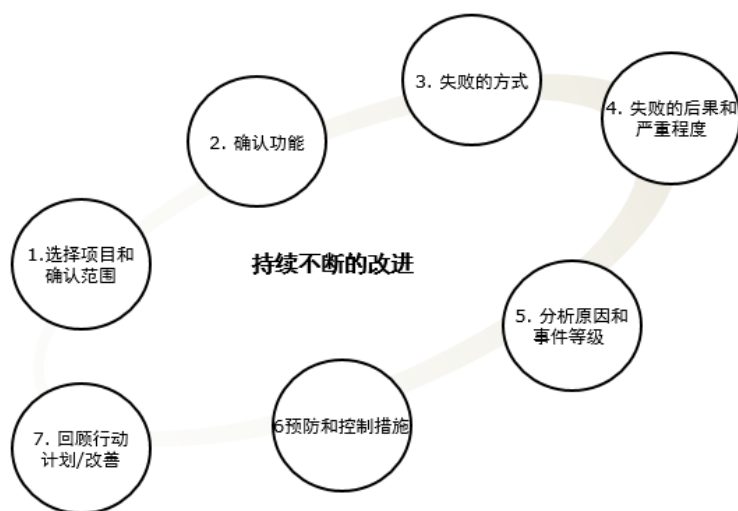 1.选择项目和
确认范围
2. 确认功能
3. 失败的方式
4. 失败的后果和
严重程度
持续不断的改进
5. 分析原因和
事件等级
6预防和控制措施
7. 回顾行动
计划/改善